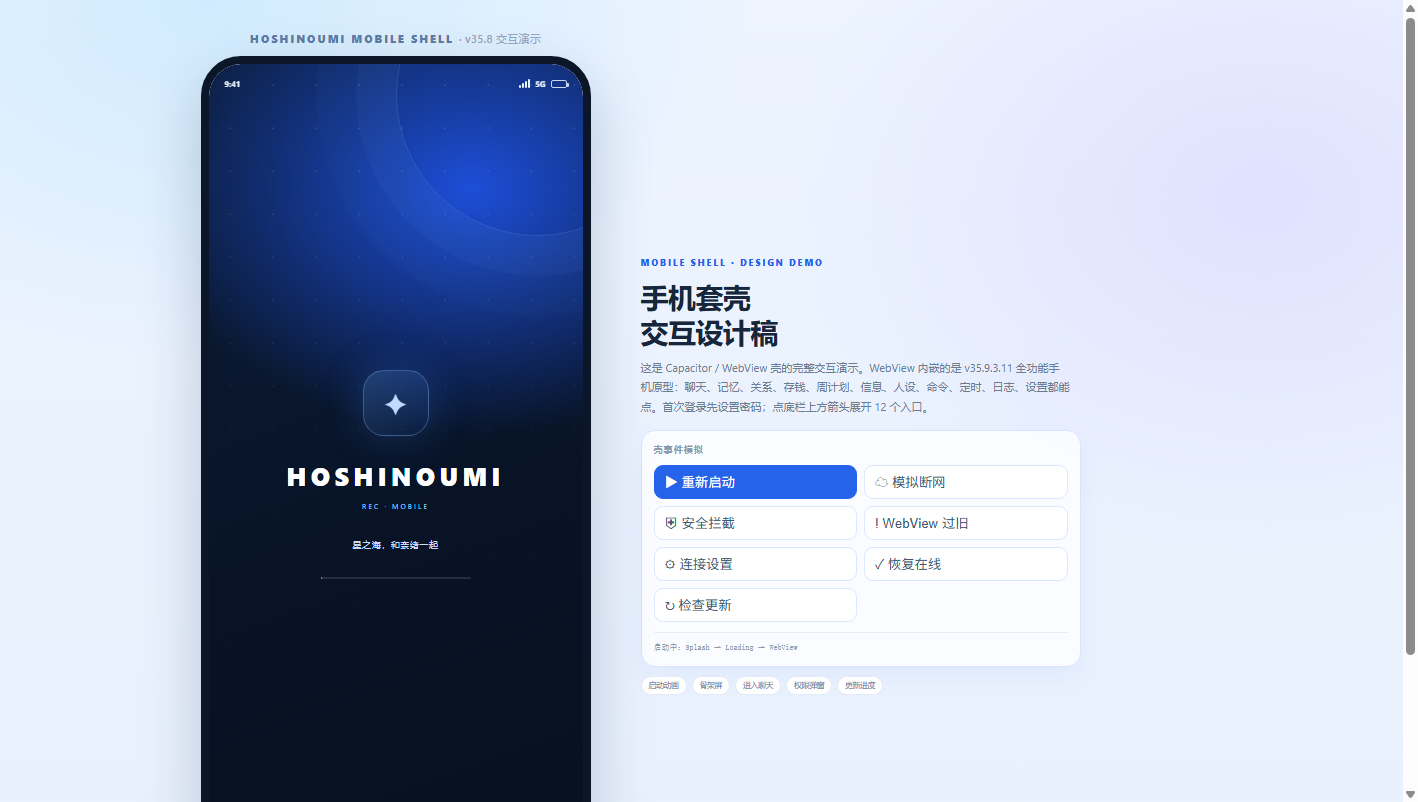 HOSHINOUMI MOBILE SHELL · v35.8 交互演示
9:41
5G
HOSHINOUMI
REC · MOBILE
星之海，和奈绪一起
MOBILE SHELL · DESIGN DEMO
手机套壳
交互设计稿
这是 Capacitor / WebView 壳的完整交互演示。WebView 内嵌的是 v35.9.3.11 全功能手
机原型：聊天、记忆、关系、存钱、周计划、信息、人设、命令、定时、日志、设置都能
点。首次登录先设置密码；点底栏上方箭头展开 12 个入口。
壳事件模拟
▶ 重新启动
模拟断网
安全拦截
! WebView 过旧
⚙ 连接设置
✓ 恢复在线
↻ 检查更新
启动中：Splash → Loading → WebView
启动动画
骨架屏
进入聊天
权限弹窗
更新进度